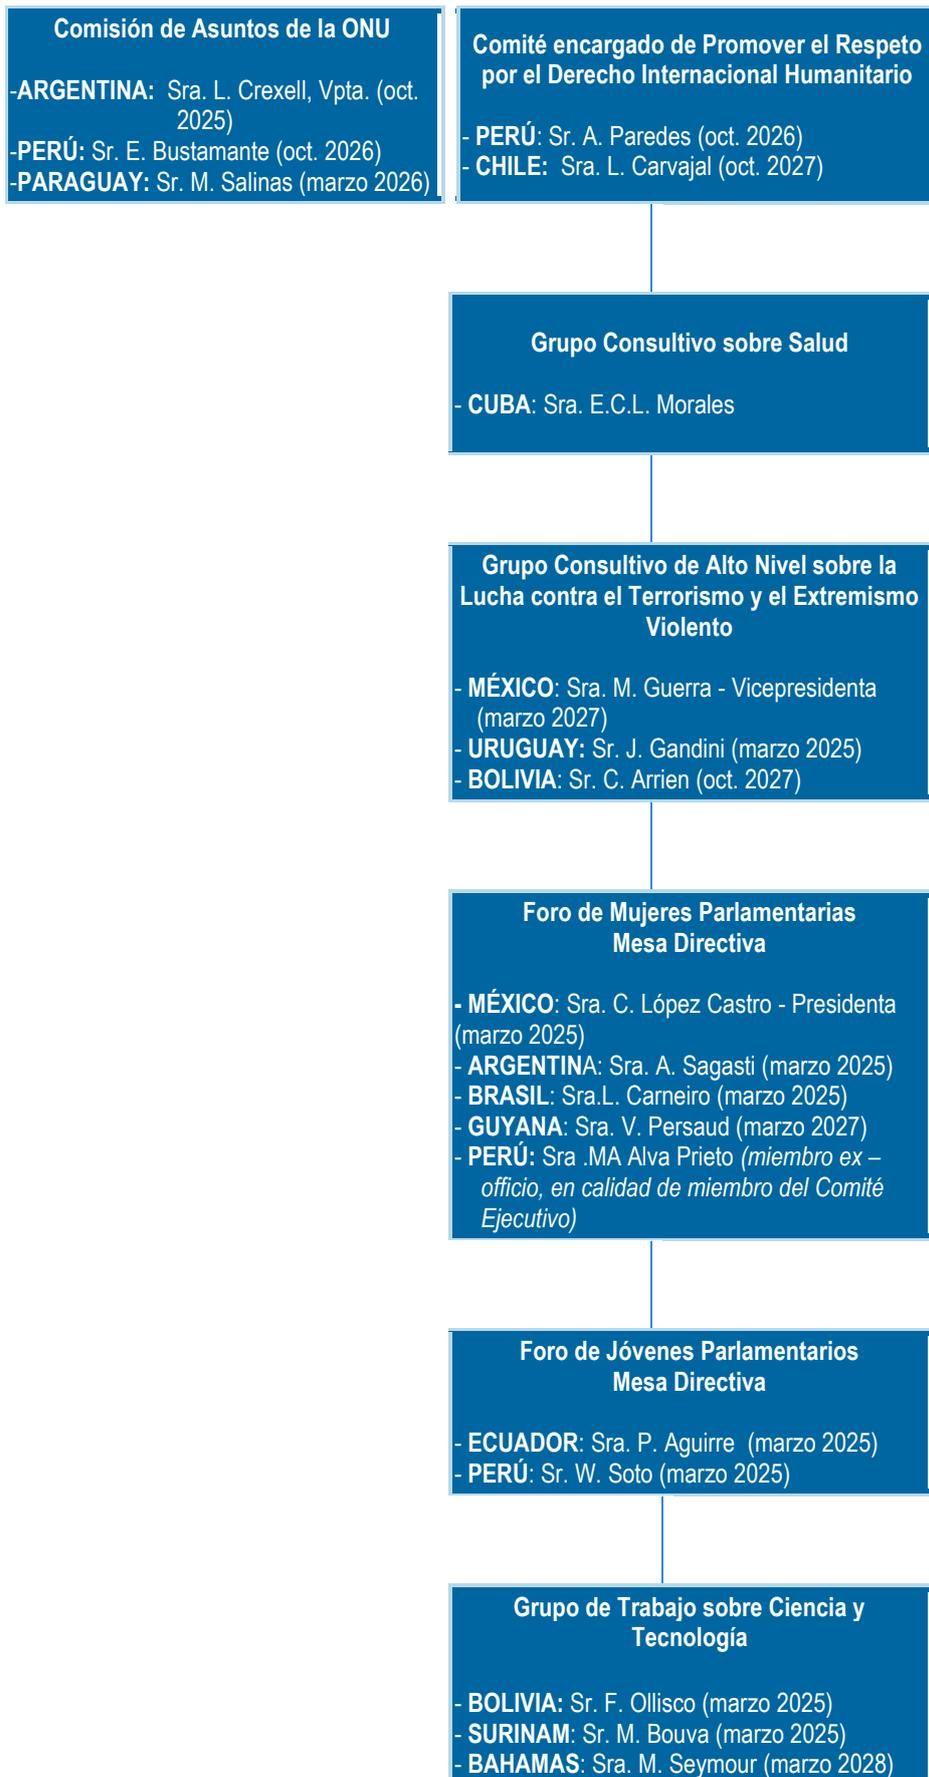 Comisión de Asuntos de la ONU
-ARGENTINA: Sra. L. Crexell, Vpta. (oct.
2025)
-PERÚ: Sr. E. Bustamante (oct. 2026)
-PARAGUAY: Sr. M. Salinas (marzo 2026)
Comité encargado de Promover el Respeto
por el Derecho Internacional Humanitario
- PERÚ: Sr. A. Paredes (oct. 2026)
- CHILE: Sra. L. Carvajal (oct. 2027)
Grupo Consultivo sobre Salud
- CUBA: Sra. E.C.L. Morales
Grupo Consultivo de Alto Nivel sobre la
Lucha contra el Terrorismo y el Extremismo
Violento
- MÉXICO: Sra. M. Guerra - Vicepresidenta
(marzo 2027)
- URUGUAY: Sr. J. Gandini (marzo 2025)
- BOLIVIA: Sr. C. Arrien (oct. 2027)
Foro de Mujeres Parlamentarias
Mesa Directiva
- MÉXICO: Sra. C. López Castro - Presidenta
(marzo 2025)
- ARGENTINA: Sra. A. Sagasti (marzo 2025)
- BRASIL: Sra.L. Carneiro (marzo 2025)
- GUYANA: Sra. V. Persaud (marzo 2027)
- PERÚ: Sra .MA Alva Prieto (miembro ex –
officio, en calidad de miembro del Comité
Ejecutivo)
Foro de Jóvenes Parlamentarios
Mesa Directiva
- ECUADOR: Sra. P. Aguirre (marzo 2025)
- PERÚ: Sr. W. Soto (marzo 2025)
Grupo de Trabajo sobre Ciencia y
Tecnología
- BOLIVIA: Sr. F. Ollisco (marzo 2025)
- SURINAM: Sr. M. Bouva (marzo 2025)
- BAHAMAS: Sra. M. Seymour (marzo 2028)